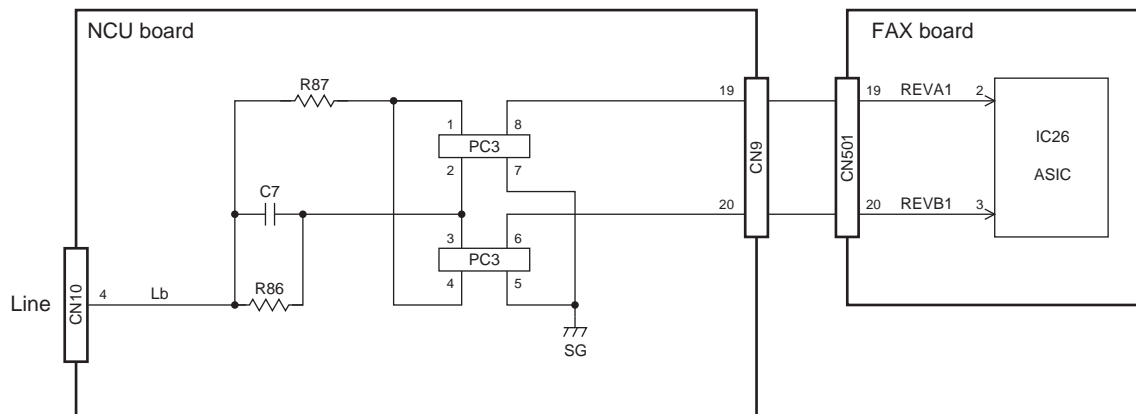 NCU board
FAX board
R87
19
19
REVA1
2
1
8
PC3
IC26
2
7
CN9
CN501
ASIC
C7
20
20
REVB1
3
3
6
PC3
4
5
Line
CN10
4
Lb
R86
SG